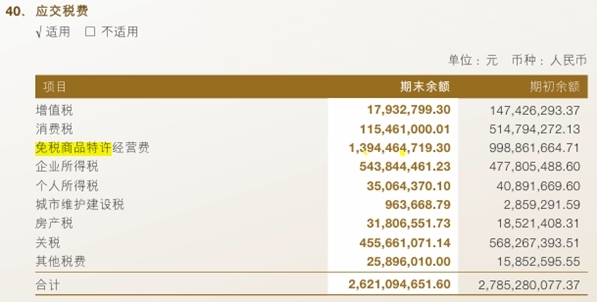 40、应交税费
√ 适用 □ 不适用
单位：元 币种：人民币
项目 期末余额 期初余额
增值税 17,932,799.30 147,426,293.37
消费税 115,461,000.01 514,794,272.13
免税商品特许经营费 1,394,464,719.30 998,861,664.71
企业所得税 543,844,461.23 477,805,488.60
个人所得税 35,064,370.10 40,891,669.60
城市维护建设税 963,668.79 2,859,291.59
房产税 31,806,551.73 18,521,408.31
关税 455,661,071.14 568,267,393.51
其他税费 25,896,010.00 15,852,595.55
合计 2,621,094,651.60 2,785,280,077.37